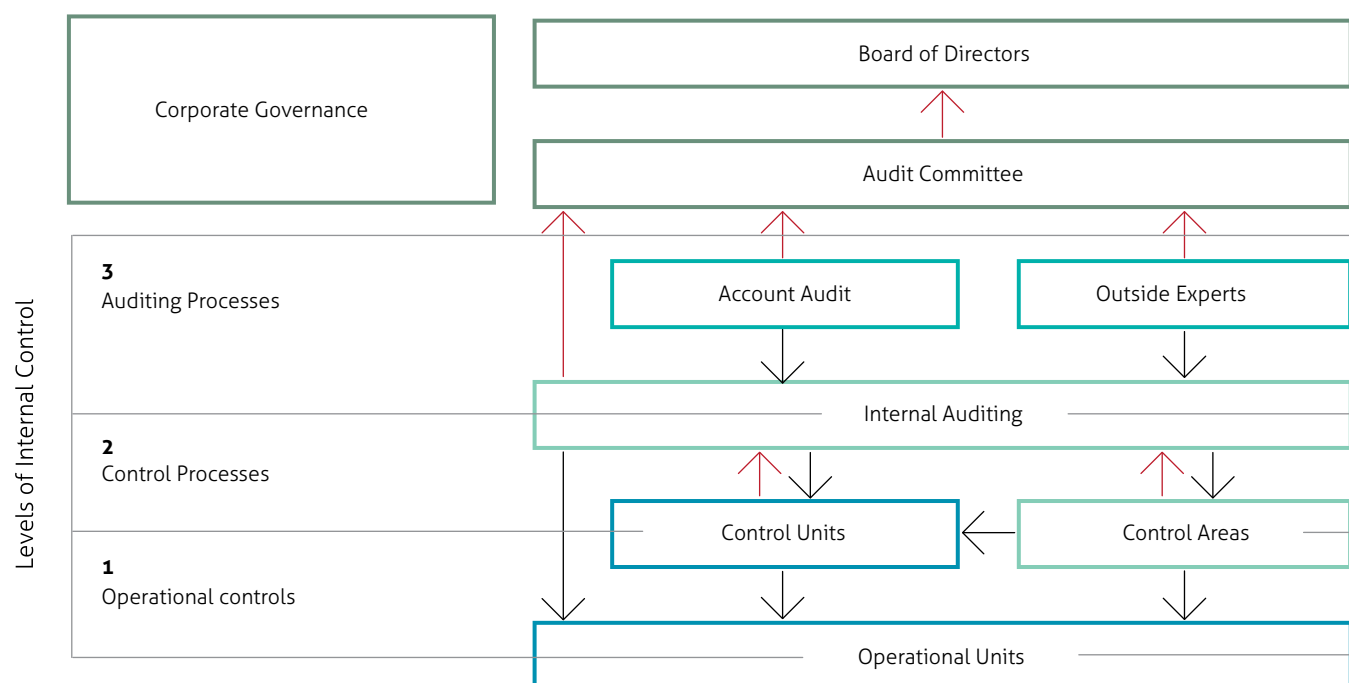 Corporate Governance
Board of Directors
Audit Committee
Levels of Internal Control
3
Auditing Processes
Account Audit
Outside Experts
Internal Auditing
2
Control Processes
Control Units
Control Areas
1
Operational controls
Operational Units